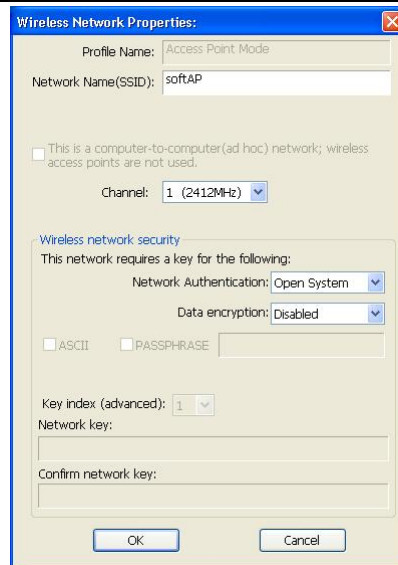 Wireless Network Properties:
Profile Name: Access Point Mode
Network Name(SSID): softAP
This is a computer-to-computer(ad hoc) network; wireless
access points are not used.
Channel: 1 (2412MHz)
Wireless network security
This network requires a key for the following:
Network Authentication: Open System
Data encryption: Disabled
ASCII PASSPHRASE
Key index (advanced): 1
Network key:
Confirm network key:
OK Cancel